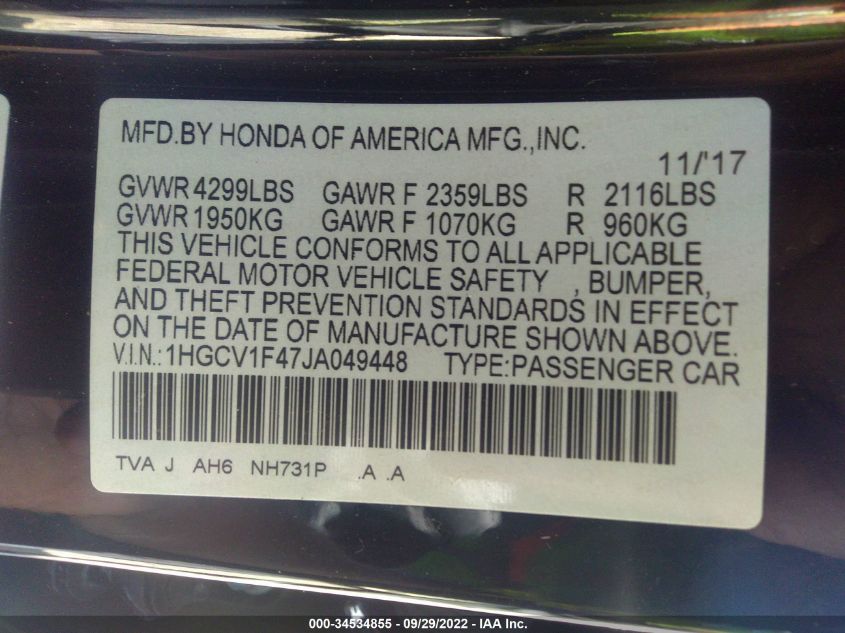 MFD.BY HONDA OF AMERICA MFG.,INC.
11/'17
GVWR 4299LBS GAWR F 2359LBS R 2116LBS
GVWR 1950KG GAWR F 1070KG R 960KG
THIS VEHICLE CONFORMS TO ALL APPLICABLE
FEDERAL MOTOR VEHICLE SAFETY , BUMPER,
AND THEFT PREVENTION STANDARDS IN EFFECT
ON THE DATE OF MANUFACTURE SHOWN ABOVE.
V.I.N.:1HGCV1F47JA049448 TYPE:PASSENGER CAR
TVA J AH6 NH731P .A .A
000-34534855 - 09/29/2022 - IAA Inc.